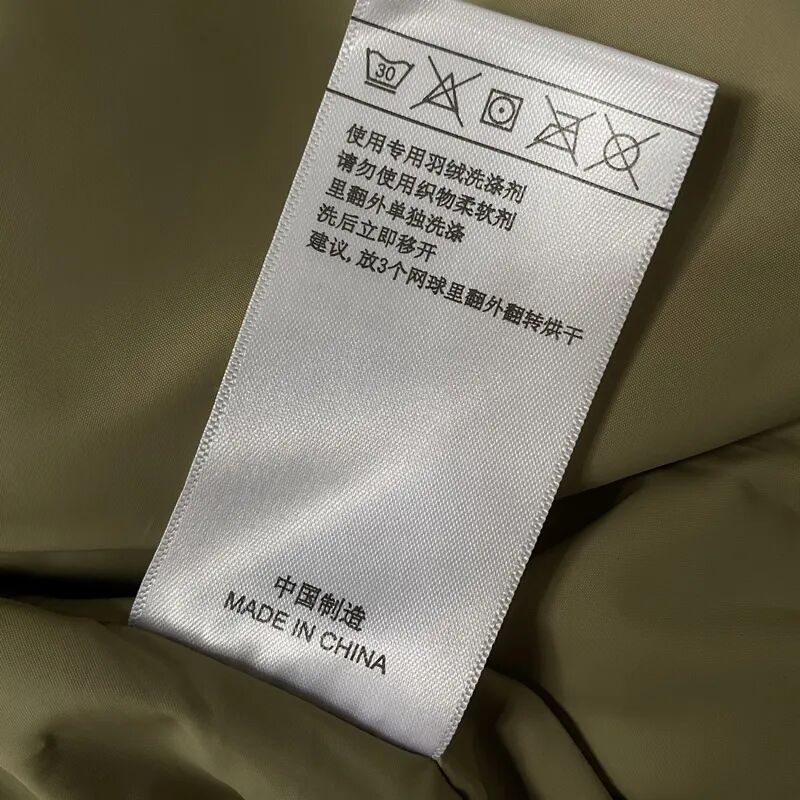 30
使用专用羽绒洗涤剂
请勿使用织物柔软剂
里翻外单独洗涤
洗后立即移开
建议,放3个网球里翻外翻转烘干
中国制造
MADE IN CHINA